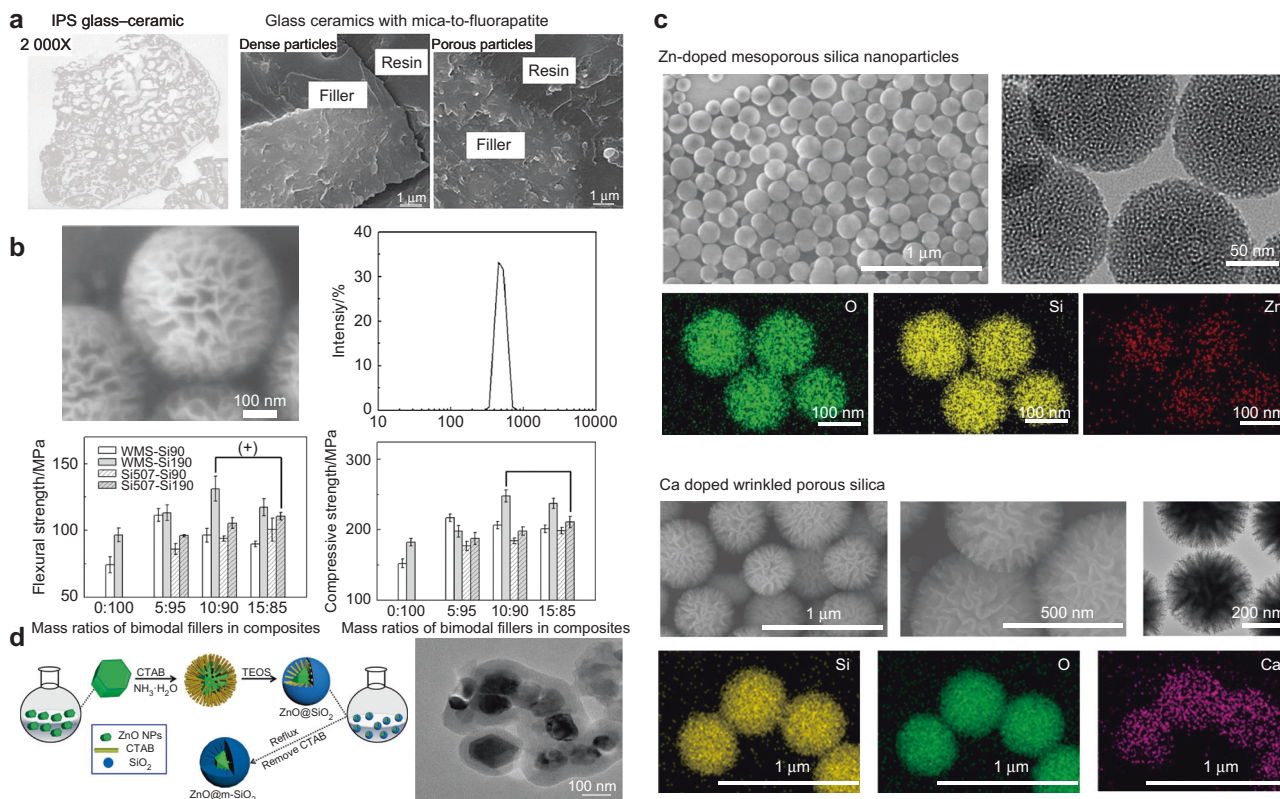 a
IPS glass–ceramic
Glass ceramics with mica-to-fluorapatite
2 000X
Dense particles
Resin
Filler
1 μm
Porous particles
Resin
Filler
1 μm
b
100 nm
Intensiy/%
40
30
20
10
0
10 100 1000 10000
Flexural strength/MPa
150
100
50
WMS-Si90
WMS-Si190
Si507-Si90
Si507-Si190
(+)
0:100 5:95 10:90 15:85
Mass ratios of bimodal fillers in composites
Compressive strength/MPa
300
200
100
0:100 5:95 10:90 15:85
Mass ratios of bimodal fillers in composites
c
Zn-doped mesoporous silica nanoparticles
1 μm
50 nm
O
100 nm
Si
100 nm
Zn
100 nm
Ca doped wrinkled porous silica
1 μm
500 nm
200 nm
Si
1 μm
O
1 μm
Ca
1 μm
d
CTAB
NH₃·H₂O
TEOS
ZnO@SiO₂
Reflux
Remove CTAB
ZnO NPs
CTAB
SiO₂
ZnO@m-SiO₂
100 nm